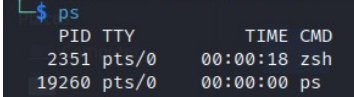 └─$ ps
PID TTY          TIME CMD
2351 pts/0    00:00:18 zsh
19260 pts/0    00:00:00 ps